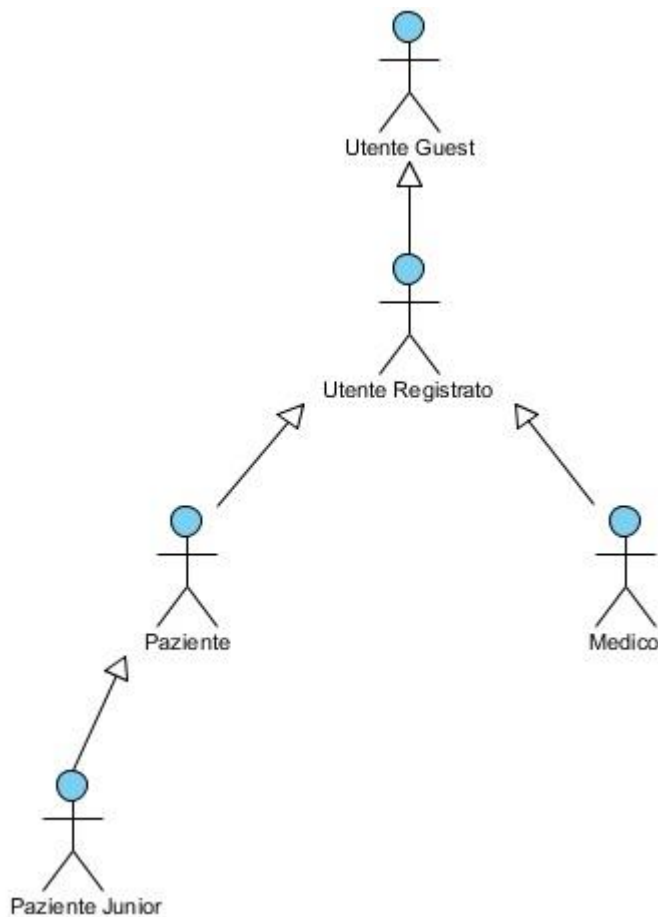 Utente Guest
Utente Registrato
Paziente
Medico
Paziente Junior